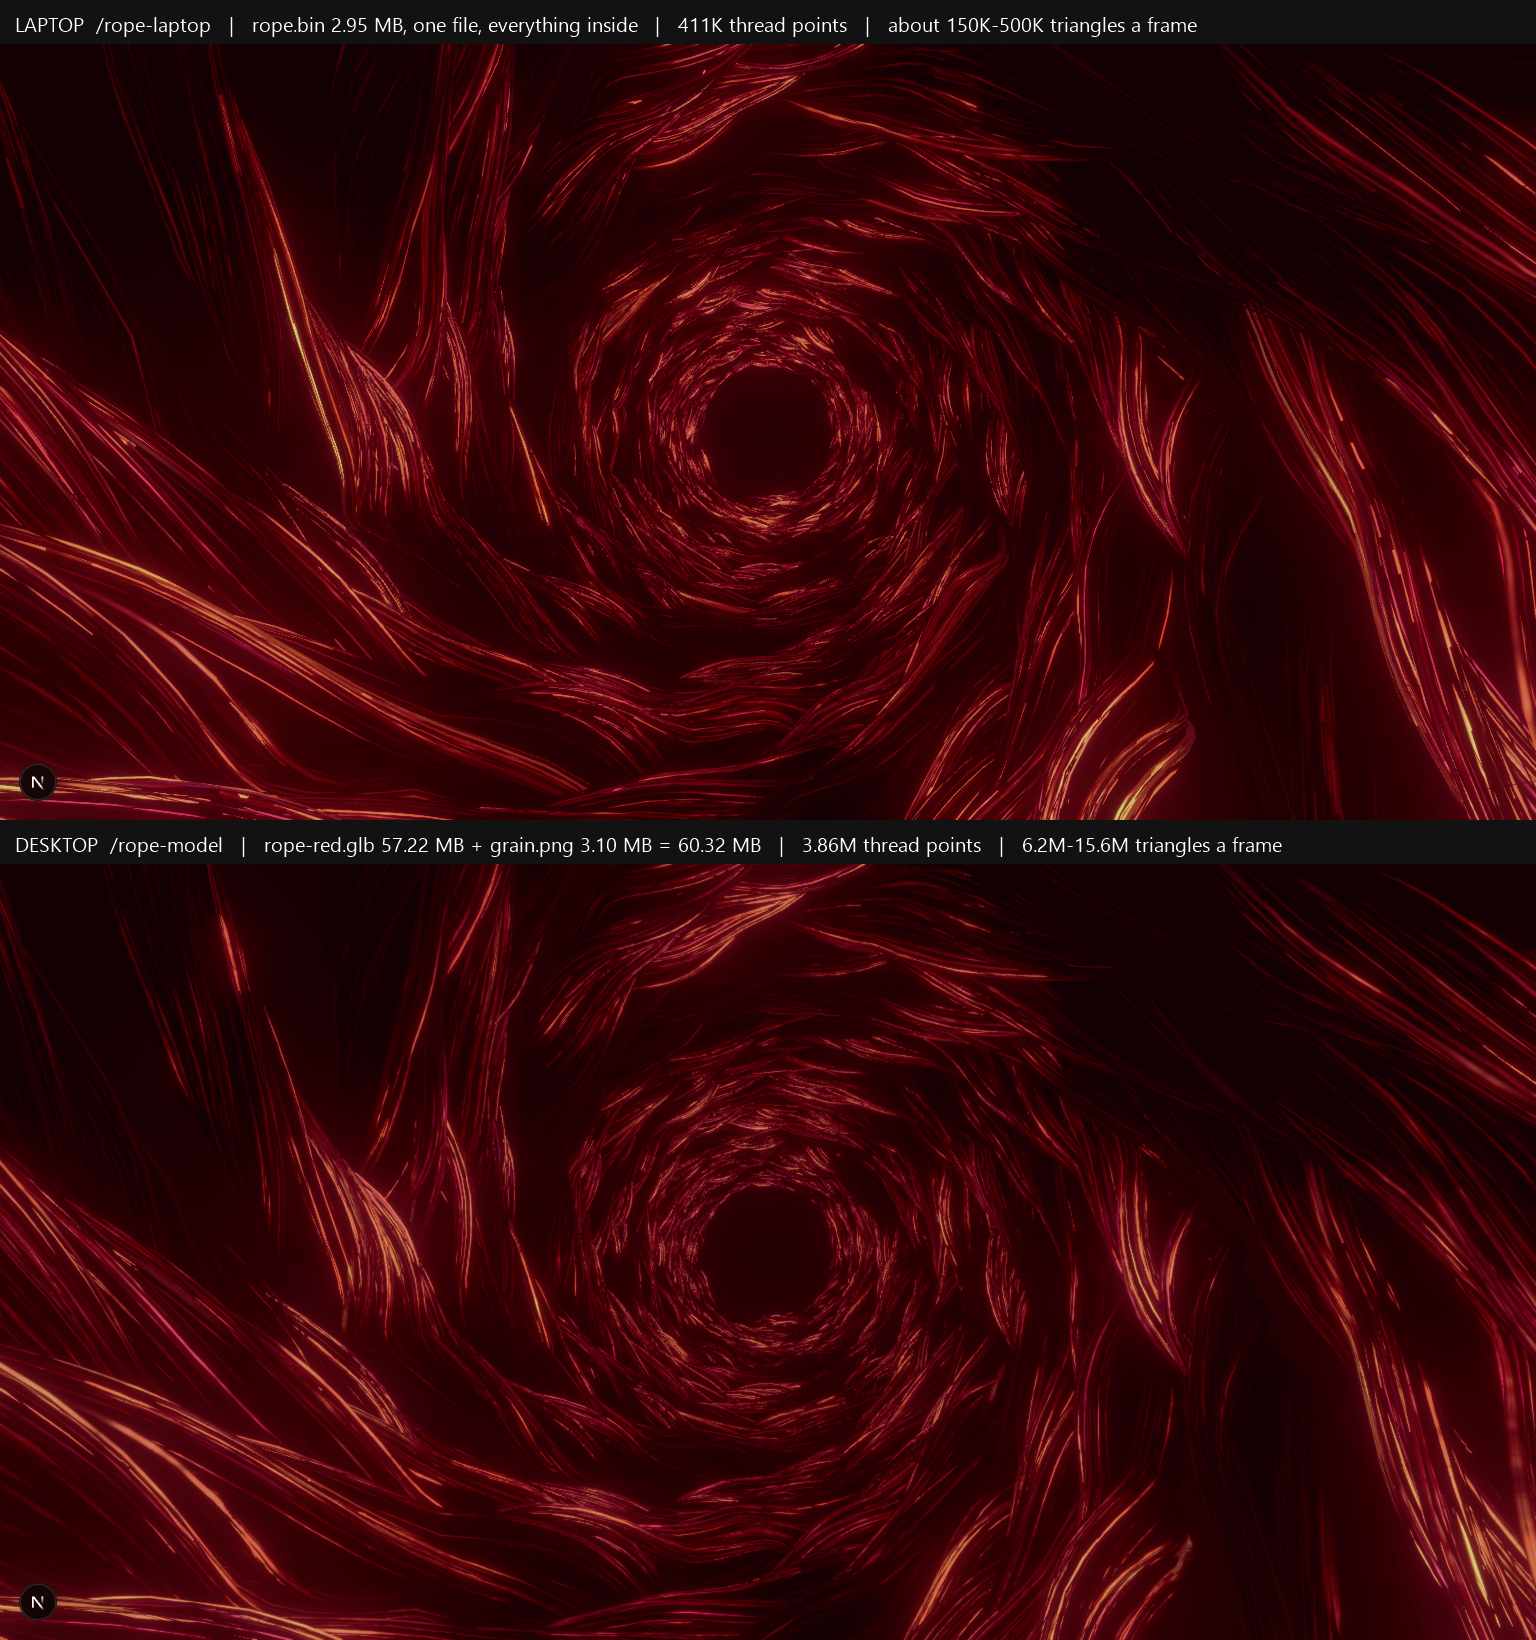 LAPTOP /rope-laptop | rope.bin 2.95 MB, one file, everything inside | 411K thread points | about 150K-500K triangles a frame
N
DESKTOP /rope-model | rope-red.glb 57.22 MB + grain.png 3.10 MB = 60.32 MB | 3.86M thread points | 6.2M-15.6M triangles a frame
N